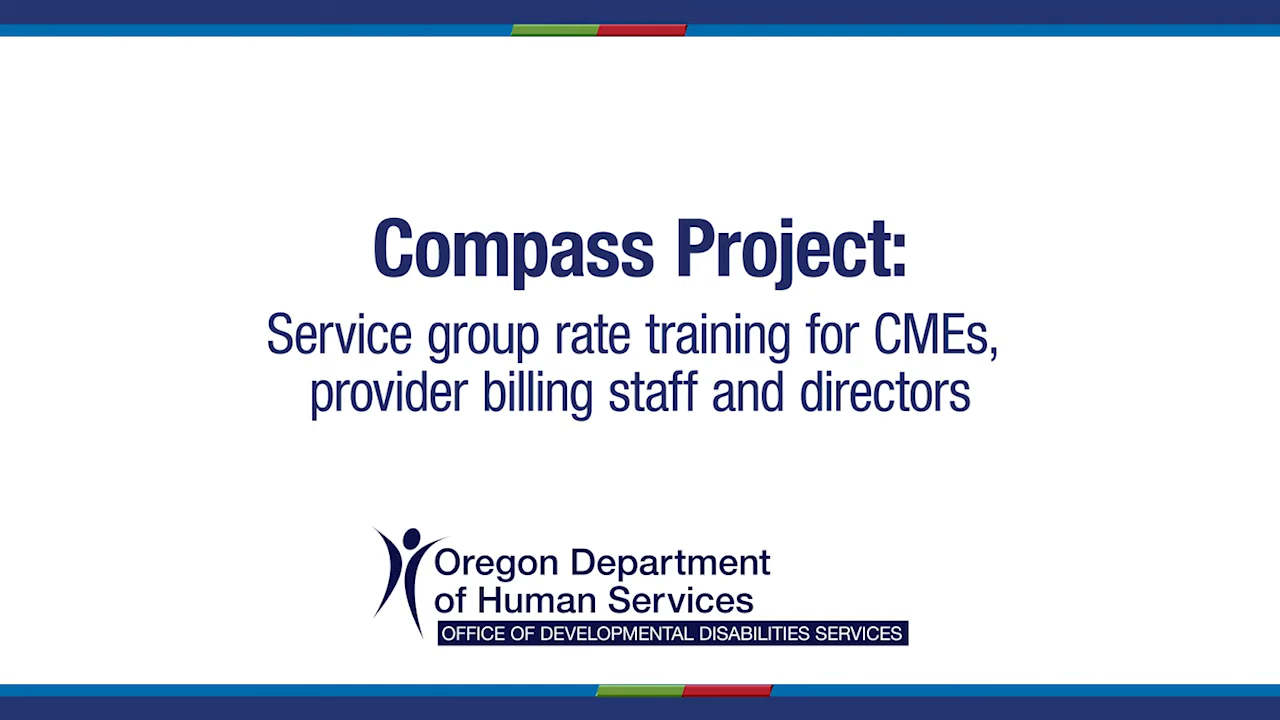 Compass Project:
Service group rate training for CMEs,
provider billing staff and directors
Oregon Department
of Human Services
OFFICE OF DEVELOPMENTAL DISABILITIES SERVICES